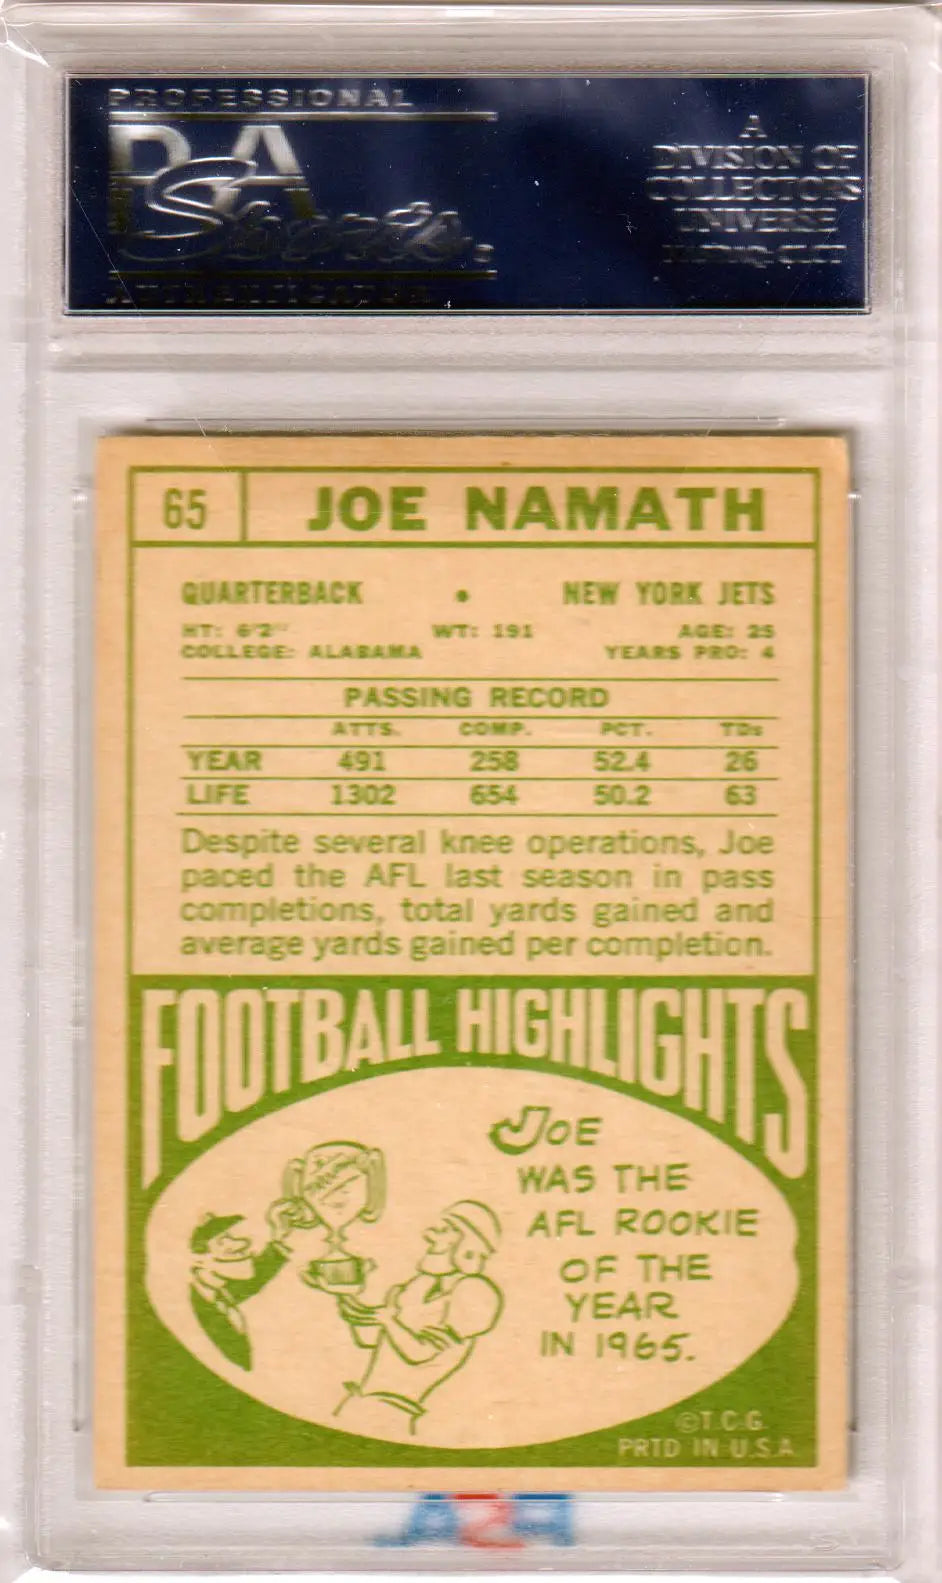 PROFESSIONAL
PSA
Sports
AUTHENTICATOR
A
DIVISION OF
COLLECTORS
UNIVERSE
NASDAQ: CLCT
65 JOE NAMATH
QUARTERBACK • NEW YORK JETS
HT: 6'2" WT: 191 AGE: 25
COLLEGE: ALABAMA YEARS PRO: 4
PASSING RECORD
ATTS. COMP. PCT. TDs
YEAR 491 258 52.4 26
LIFE 1302 654 50.2 63
Despite several knee operations, Joe
paced the AFL last season in pass
completions, total yards gained and
average yards gained per completion.
FOOTBALL HIGHLIGHTS
JOE
WAS THE
AFL ROOKIE
OF THE
YEAR
IN 1965.
©T.C.G.
PRTD IN U.S.A.